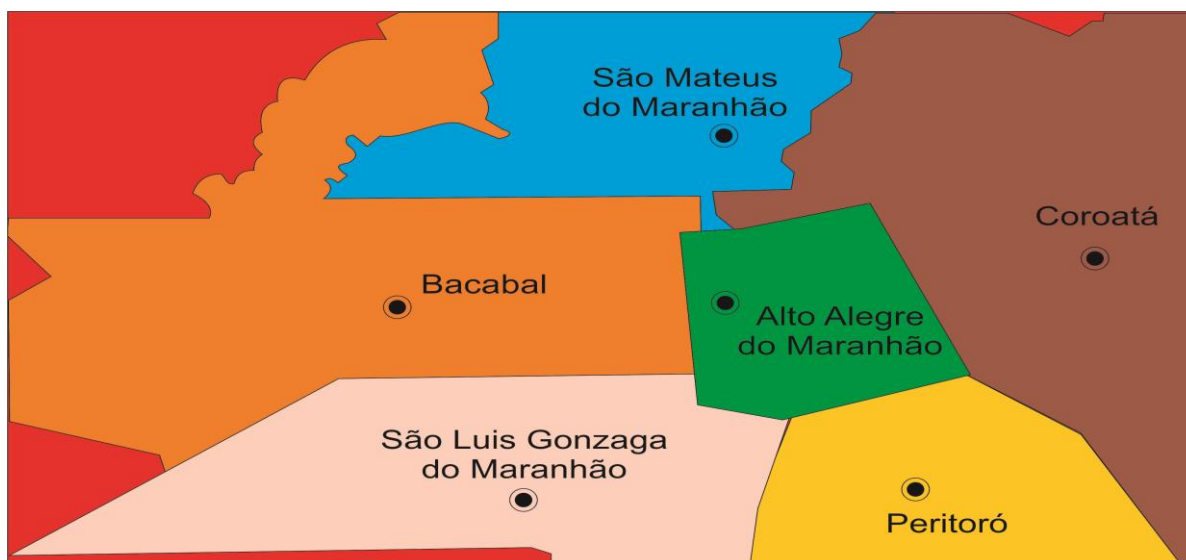 São Mateus
do Maranhão
Coroatá
Bacabal
Alto Alegre
do Maranhão
São Luis Gonzaga
do Maranhão
Peritoró